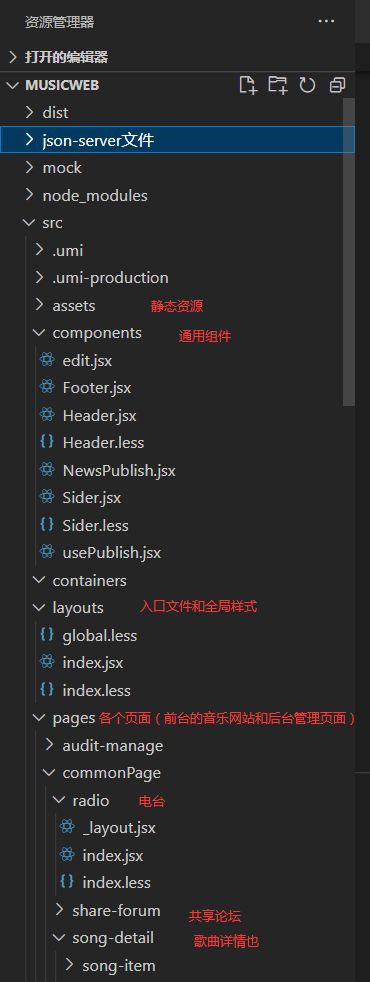 资源管理器
打开的编辑器
MUSICWEB
dist
json-server文件
mock
node_modules
src
.umi
.umi-production
assets 静态资源
components 通用组件
edit.jsx
Footer.jsx
Header.jsx
Header.less
NewsPublish.jsx
Sider.jsx
Sider.less
usePublish.jsx
containers
layouts 入口文件和全局样式
global.less
index.jsx
index.less
pages 各个页面（前台的音乐网站和后台管理页面）
audit-manage
commonPage
radio 电台
_layout.jsx
index.jsx
index.less
share-forum 共享论坛
song-detail 歌曲详情也
song-item